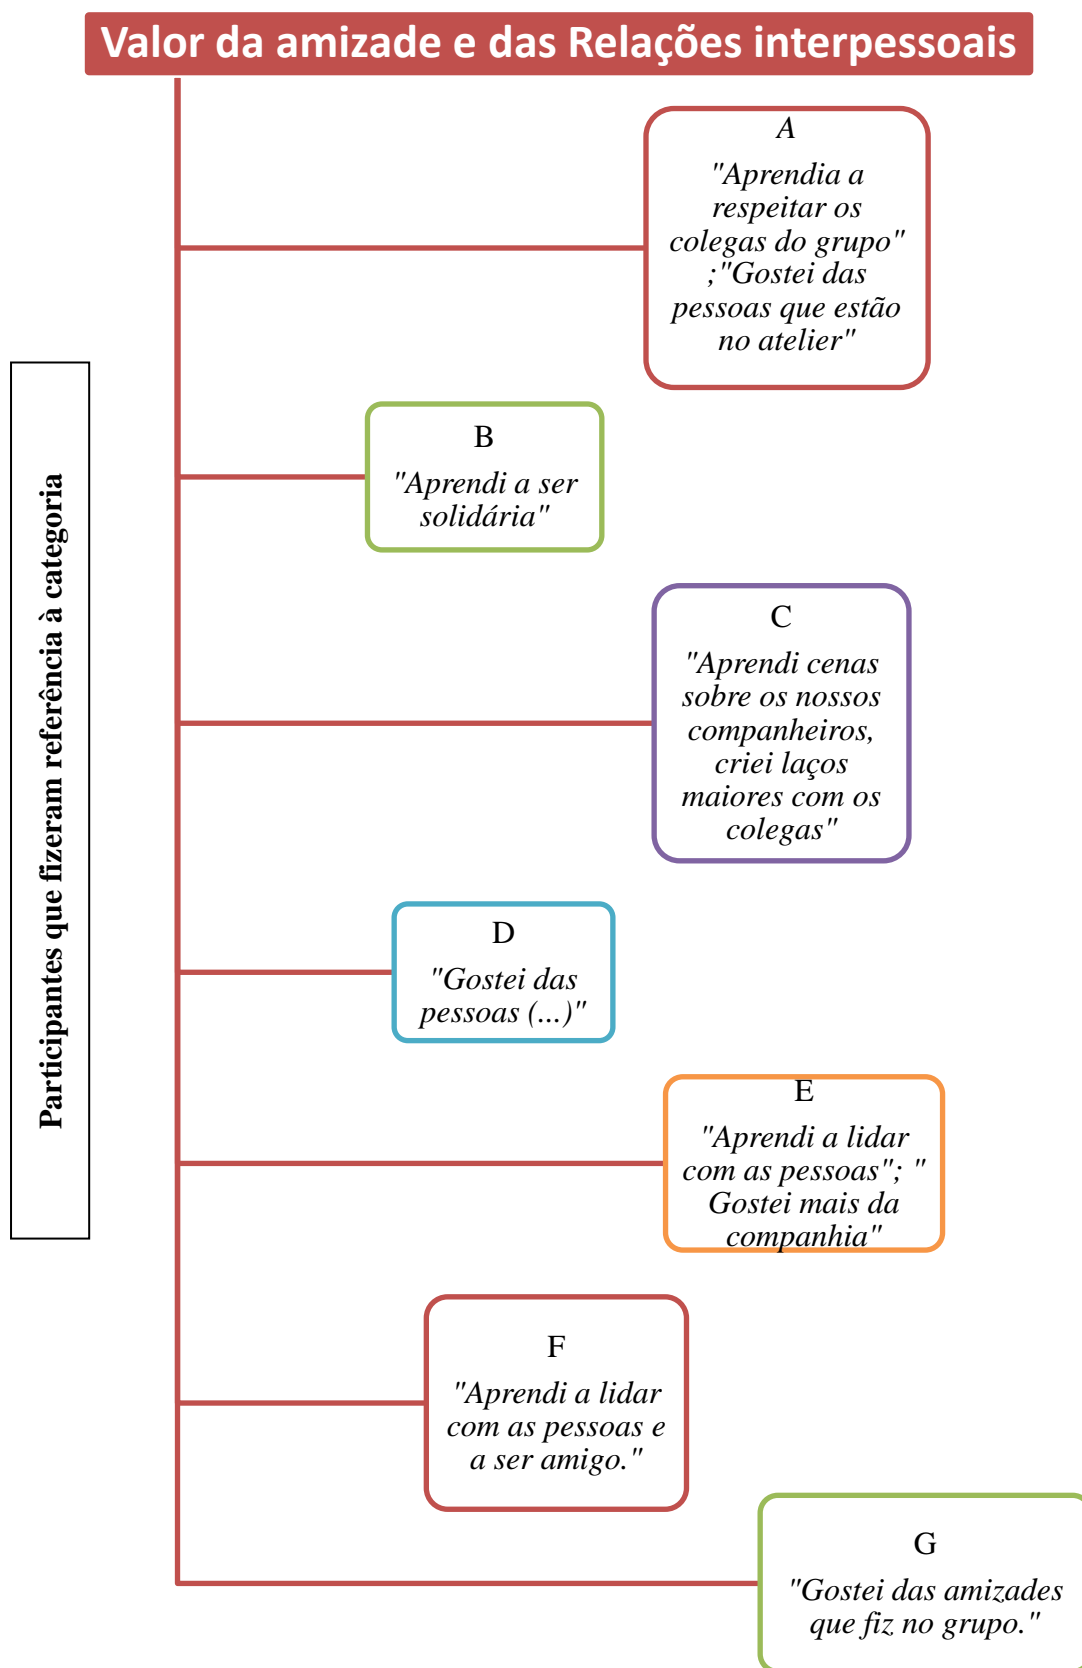 Valor da amizade e das Relações interpessoais
Participantes que fizeram referência à categoria
A
"Aprendia a
respeitar os
colegas do grupo"
;"Gostei das
pessoas que estão
no atelier"
B
"Aprendi a ser
solidária"
C
"Aprendi cenas
sobre os nossos
companheiros,
criei laços
maiores com os
colegas"
D
"Gostei das
pessoas (...)"
E
"Aprendi a lidar
com as pessoas"; "
Gostei mais da
companhia"
F
"Aprendi a lidar
com as pessoas e
a ser amigo."
G
"Gostei das amizades
que fiz no grupo."